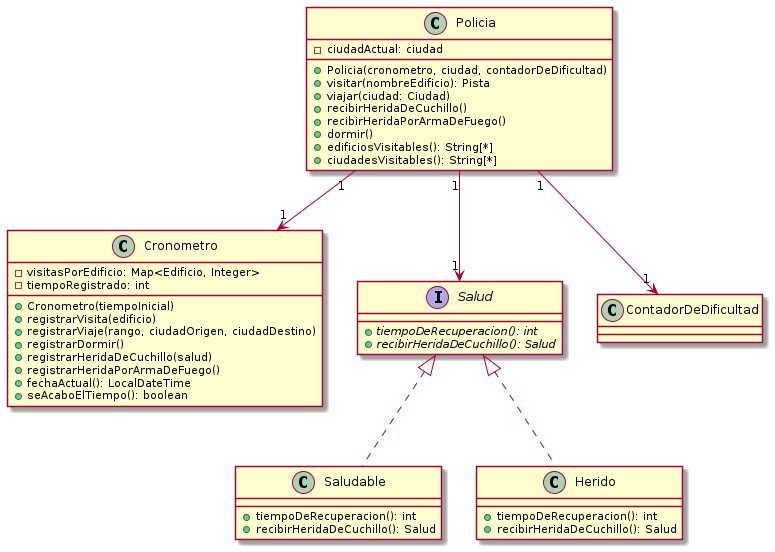 C Policia
ciudadActual: ciudad
Policia(cronometro, ciudad, contadorDeDificultad)
visitar(nombreEdificio): Pista
viajar(ciudad: Ciudad)
recibirHeridaDeCuchillo()
recibirHeridaPorArmaDeFuego()
dormir()
edificiosVisitables(): String[*]
ciudadesVisitables(): String[*]
1 1 1
1 1 1
C Cronometro
visitasPorEdificio: Map<Edificio, Integer>
tiempoRegistrado: int
Cronometro(tiempoInicial)
registrarVisita(edificio)
registrarViaje(rango, ciudadOrigen, ciudadDestino)
registrarDormir()
registrarHeridaDeCuchillo(salud)
registrarHeridaPorArmaDeFuego()
fechaActual(): LocalDateTime
seAcaboElTiempo(): boolean
I Salud
tiempoDeRecuperacion(): int
recibirHeridaDeCuchillo(): Salud
C ContadorDeDificultad
C Saludable
tiempoDeRecuperacion(): int
recibirHeridaDeCuchillo(): Salud
C Herido
tiempoDeRecuperacion(): int
recibirHeridaDeCuchillo(): Salud